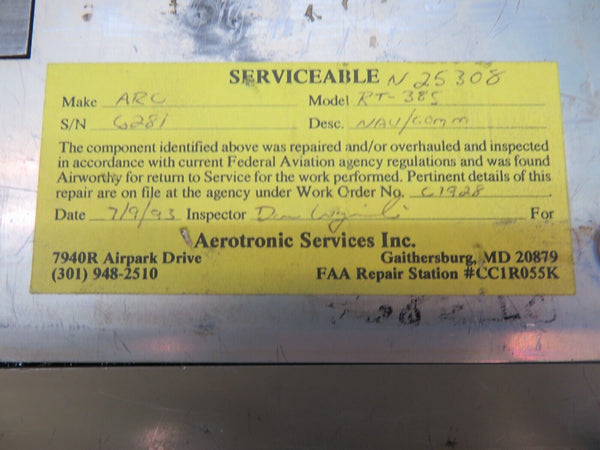 SERVICEABLE N 25308
Make ARC Model RT-385
S/N 6281 Desc. NAV/COMM
The component identified above was repaired and/or overhauled and inspected
in accordance with current Federal Aviation agency regulations and was found
Airworthy for return to Service for the work performed. Pertinent details of this
repair are on file at the agency under Work Order No. 61928
Date 7/9/93 Inspector For
Aerotronic Services Inc.
7940R Airpark Drive Gaithersburg, MD 20879
(301) 948-2510 FAA Repair Station #CC1R055K